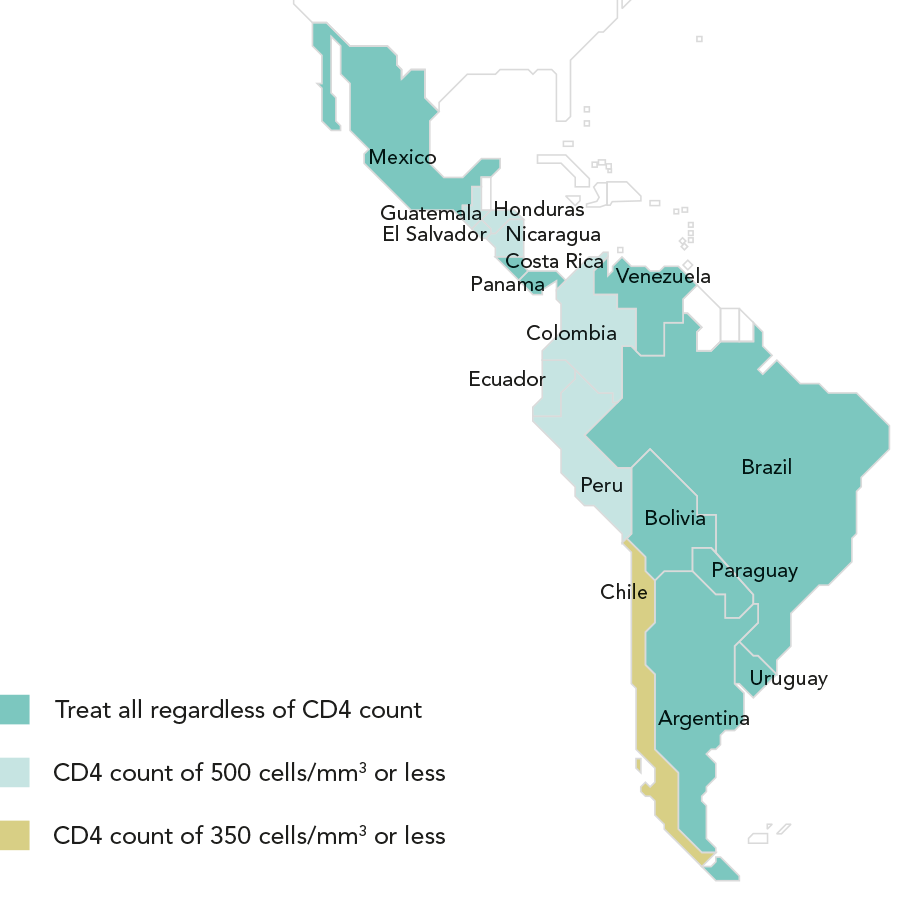 Mexico
Guatemala
Honduras
El Salvador
Nicaragua
Costa Rica
Panama
Venezuela
Colombia
Ecuador
Brazil
Peru
Bolivia
Paraguay
Chile
Uruguay
Argentina
Treat all regardless of CD4 count
CD4 count of 500 cells/mm³ or less
CD4 count of 350 cells/mm³ or less